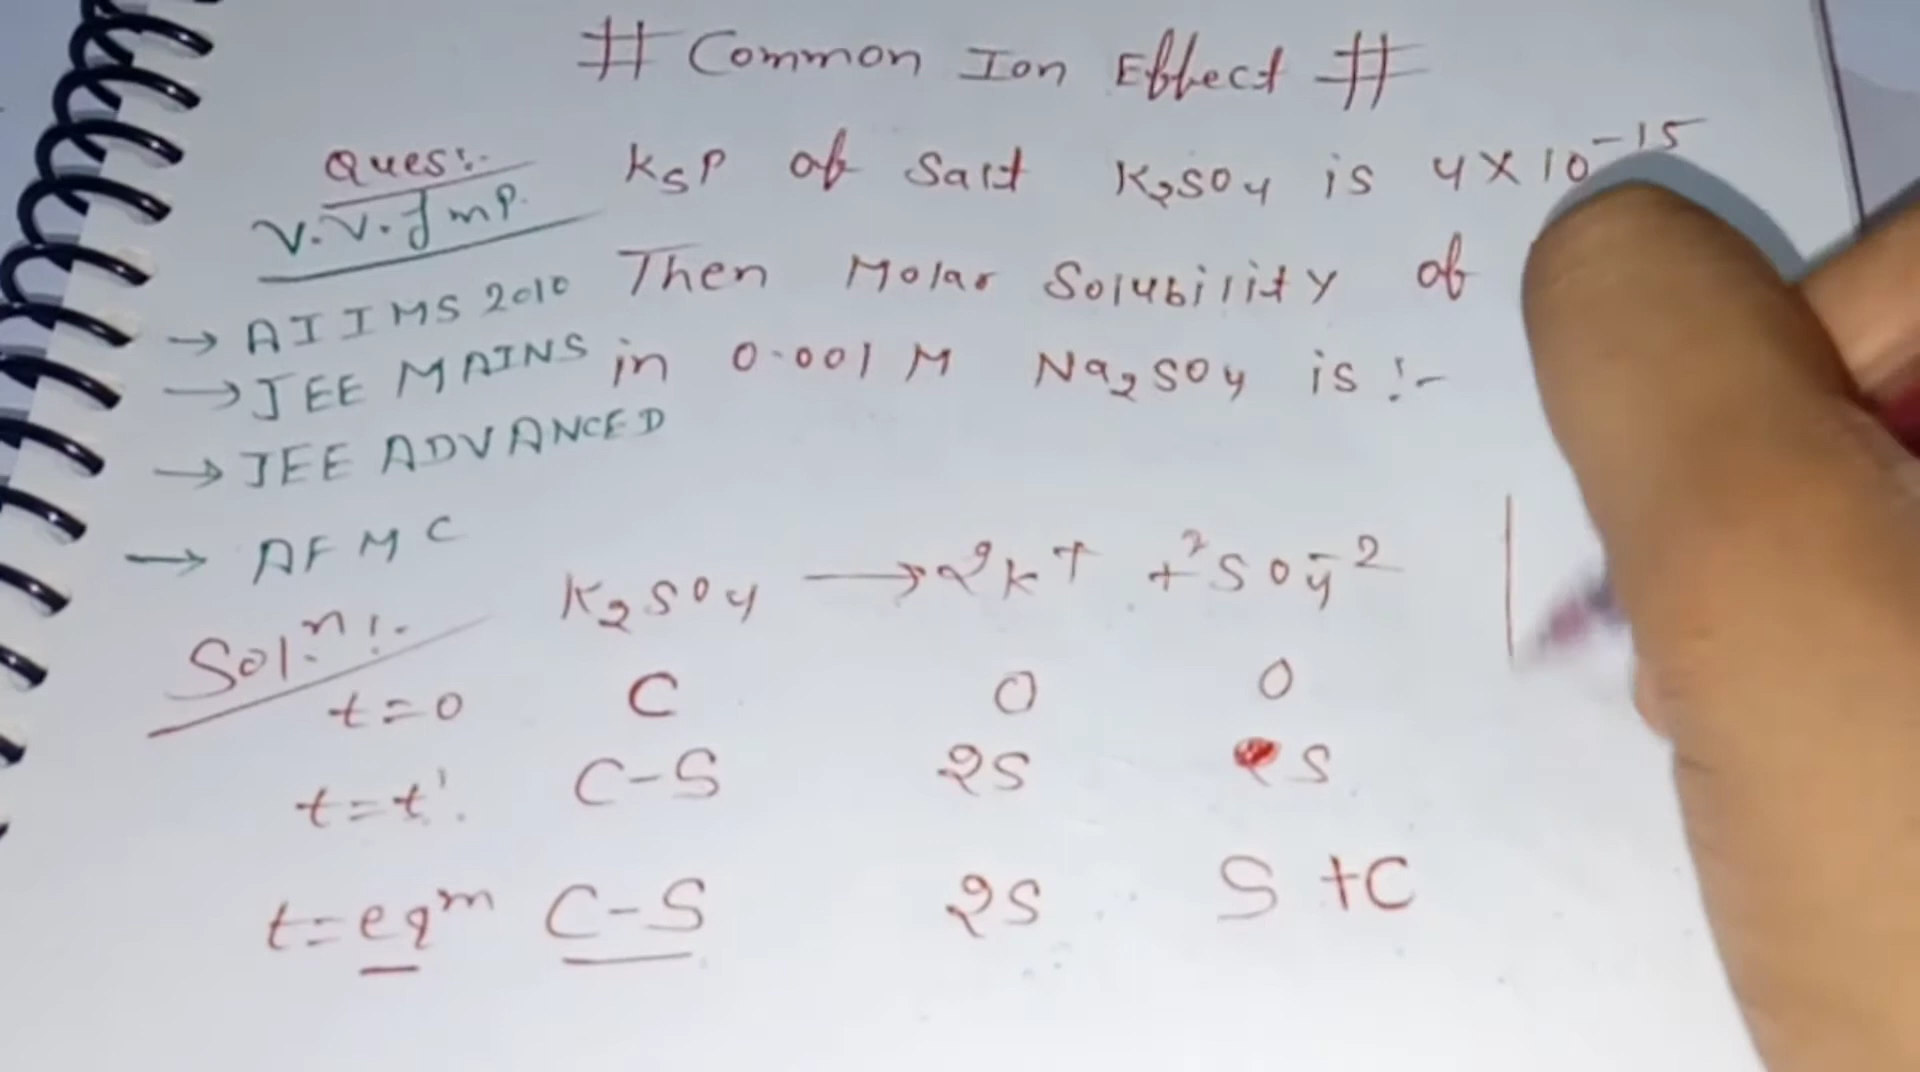 # Common Ion Effect #
Ques:- Ksp of Salt K₂SO₄ is 4×10⁻¹⁵
V.V.Imp.
Then Molar Solubility of
→ AIIMS 2010
in 0.001 M Na₂SO₄ is :-
→ JEE MAINS
→ JEE ADVANCED
→ AFMC
Solⁿ:- K₂SO₄ → 2K⁺ + SO₄⁻²
t=0 C 0 0
t=t' C-S 2S S
t=eqᵐ C-S 2S S+C